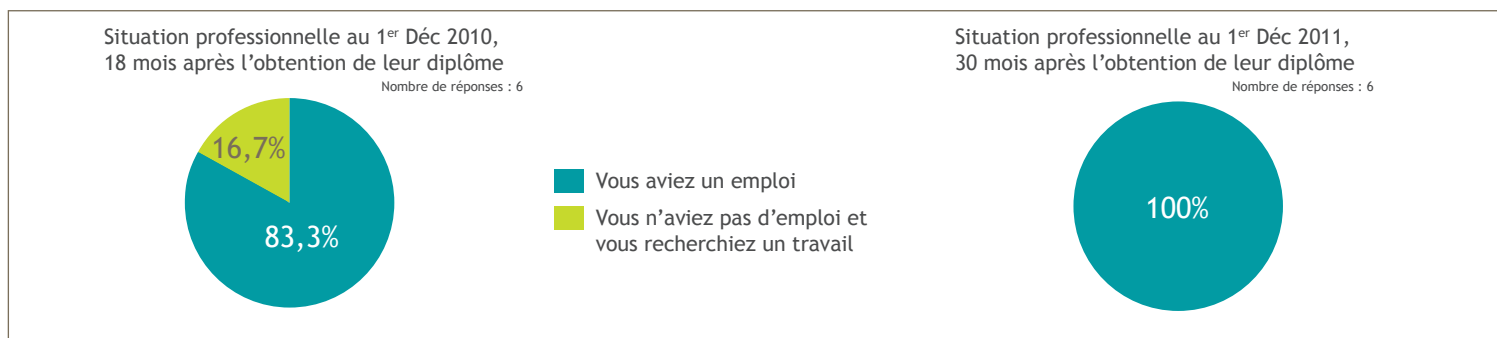 Situation professionnelle au 1er Déc 2010,
18 mois après l'obtention de leur diplôme
Nombre de réponses : 6
16,7%
83,3%
Vous aviez un emploi
Vous n'aviez pas d'emploi et
vous recherchiez un travail
Situation professionnelle au 1er Déc 2011,
30 mois après l'obtention de leur diplôme
Nombre de réponses : 6
100%